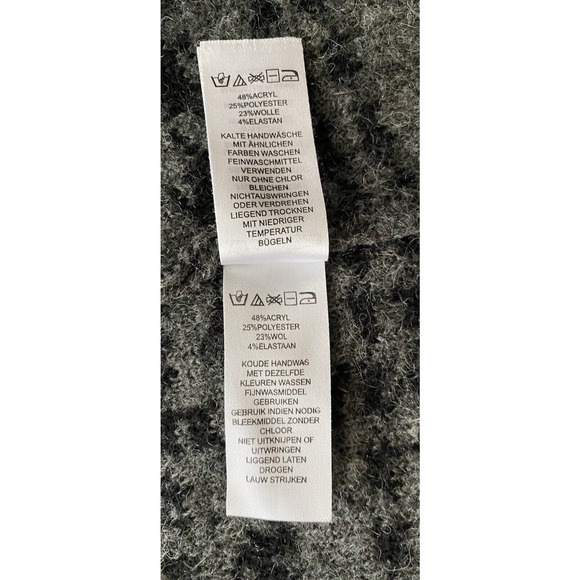 48%ACRYL
25%POLYESTER
23%WOLLE
4%ELASTAN
KALTE HANDWÄSCHE
MIT ÄHNLICHEN
FARBEN WASCHEN
FEINWASCHMITTEL
VERWENDEN
NUR OHNE CHLOR
BLEICHEN
NICHTAUSWRINGEN
ODER VERDREHEN
LIEGEND TROCKNEN
MIT NIEDRIGER
TEMPERATUR
BÜGELN
48%ACRYL
25%POLYESTER
23%WOL
4%ELASTAAN
KOUDE HANDWAS
MET DEZELFDE
KLEUREN WASSEN
FIJNWASMIDDEL
GEBRUIKEN
GEBRUIK INDIEN NODIG
BLEEKMIDDEL ZONDER
CHLOOR
NIET UITKNIJPEN OF
UITWRINGEN
LIGGEND LATEN
DROGEN
LAUW STRIJKEN